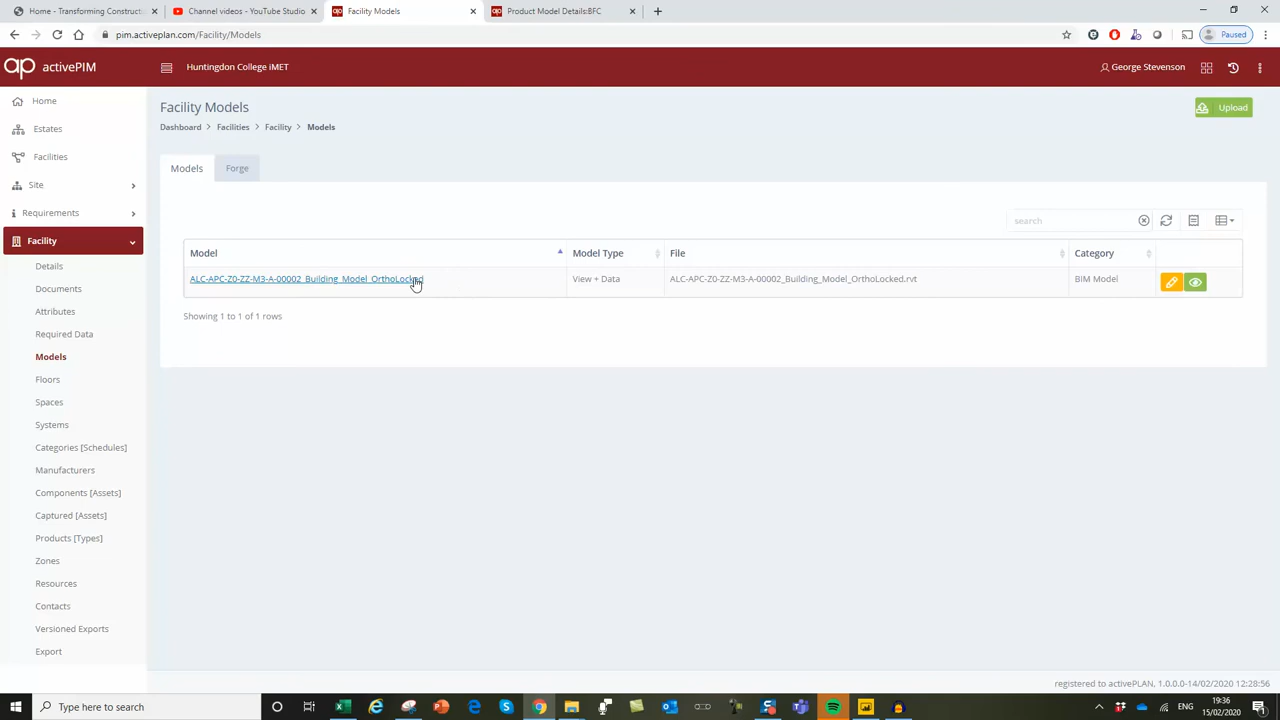 Home - Transforming Construct
Channel videos - YouTube Studio
Facility Models
Product Model Details:BFC
pim.activeplan.com/Facility/Models
Paused
ap activePIM
Huntingdon College iMET
George Stevenson
Home
Estates
Facilities
Site
Requirements
Facility
Details
Documents
Attributes
Required Data
Models
Floors
Spaces
Systems
Categories [Schedules]
Manufacturers
Components [Assets]
Captured [Assets]
Products [Types]
Zones
Resources
Contacts
Versioned Exports
Export
Facility Models
Upload
Dashboard > Facilities > Facility > Models
Models Forge
search
Model Model Type File Category
ALC-APC-Z0-ZZ-M3-A-00002_Building_Model_OrthoLocked View + Data ALC-APC-Z0-ZZ-M3-A-00002_Building_Model_OrthoLocked.rvt BIM Model
Showing 1 to 1 of 1 rows
registered to activePLAN, 1.0.0.0-14/02/2020 12:28:56
Type here to search
19:36
15/02/2020